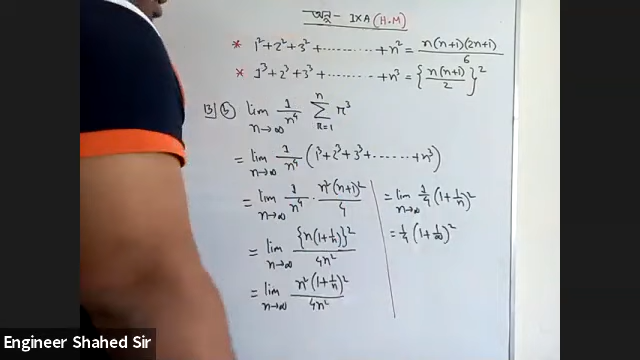 অনু - IXA (H.M)
* 1² + 2² + 3² + ........... + n² = n(n+1)(2n+1)/6
* 1³ + 2³ + 3³ + ........... + n³ = {n(n+1)/2}²
13 (b) lim n→∞ 1/n⁴ Σ R=1 n r³
= lim n→∞ 1/n⁴ (1³ + 2³ + 3³ + ....... + n³)
= lim n→∞ 1/n⁴ · n²(n+1)²/4
= lim n→∞ {n(1+1/n)}²/4n²
= lim n→∞ n²(1+1/n)²/4n²
= lim n→∞ 1/4 (1+1/n)²
= 1/4 (1+1/∞)²
Engineer Shahed Sir